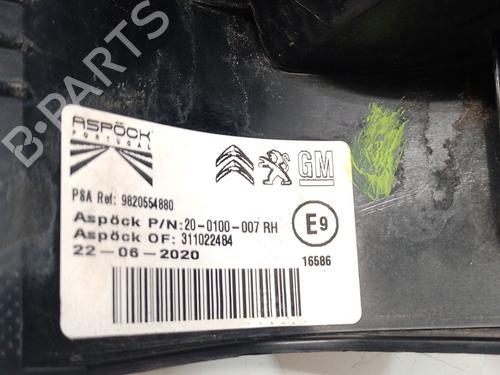 B-PARTS
ASPÖCK
PORTUGAL
GM
PSA Ref: 9820554880
Aspöck P/N:20-0100-007 RH
Aspöck OF: 311022484
22-06-2020
E9
16586